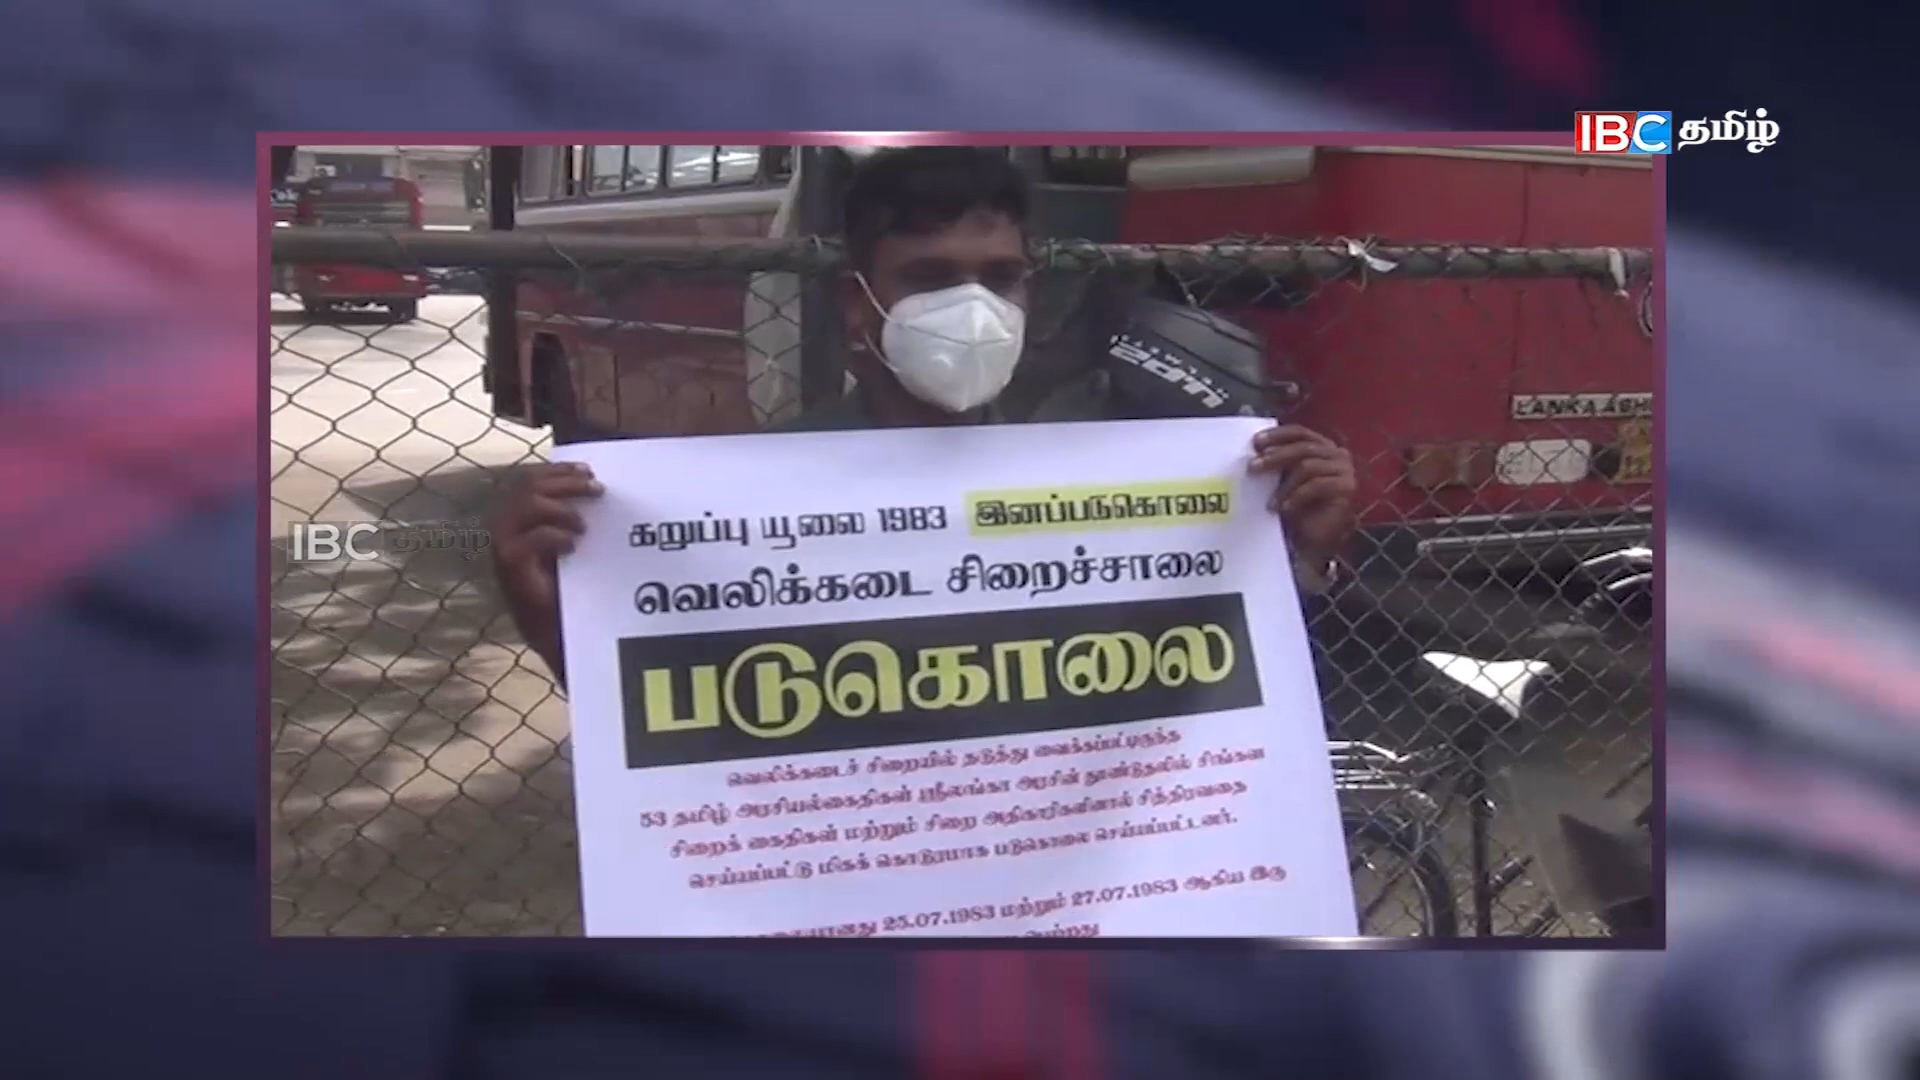 IBC தமிழ்
LANKA ASH
IBC தமிழ்
கறுப்பு யூலை 1983 இனப்படுகொலை
வெலிக்கடை சிறைச்சாலை
படுகொலை
வெலிக்கடைச் சிறையில் தடுத்து வைக்கப்பட்டிருந்த
53 தமிழ் அரசியல்கைதிகள் ஸ்ரீலங்கா அரசின் தூண்டுதலில் சிங்கள
சிறைக் கைதிகள் மற்றும் சிறை அதிகாரிகளினால் சித்திரவதை
செய்யப்பட்டு மிகக் கொடூரமாக படுகொலை செய்யப்பட்டனர்.
25.07.1983 மற்றும் 27.07.1983 ஆகிய இரு